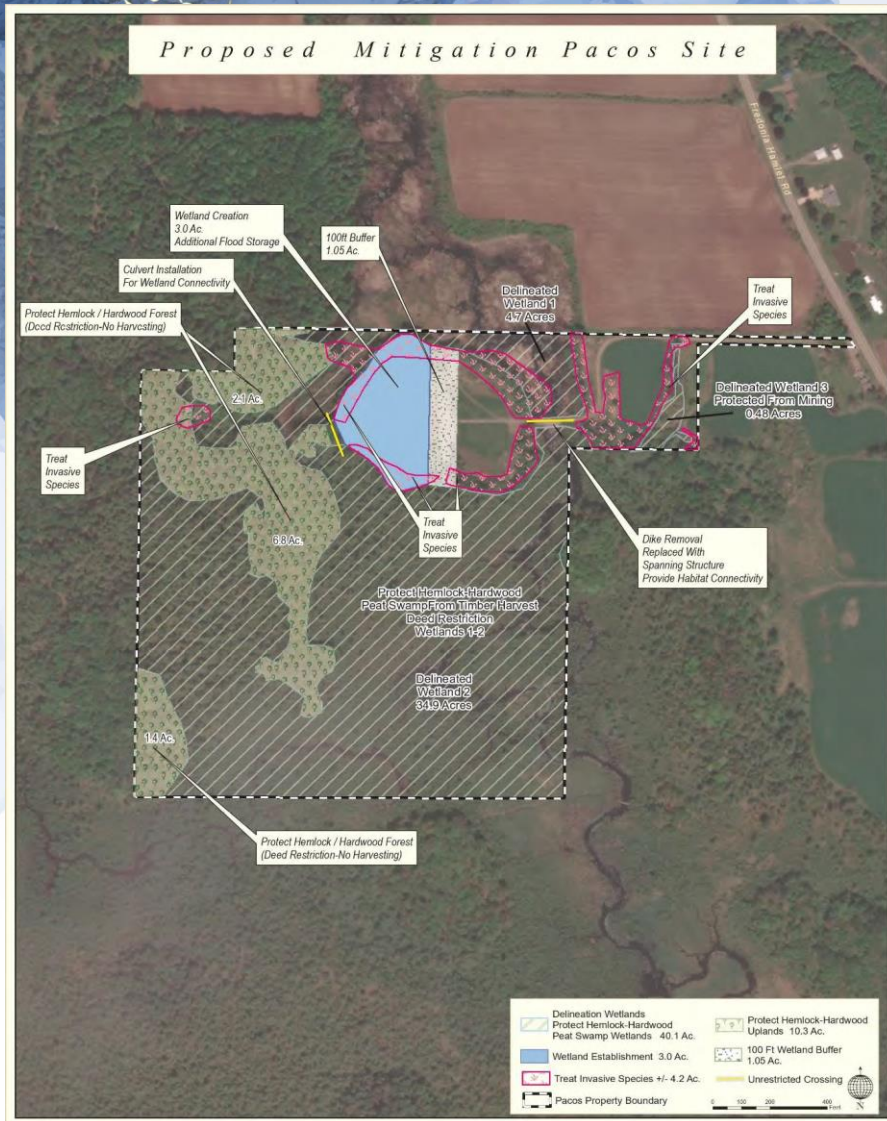 Proposed Mitigation Pacos Site
Fredonia Hamlet Rd
Wetland Creation
3.0 Ac.
Additional Flood Storage
100ft Buffer
1.05 Ac.
Culvert Installation
For Wetland Connectivity
Delineated
Wetland 1
4.7 Acres
Treat
Invasive
Species
Protect Hemlock / Hardwood Forest
(Deed Restriction-No Harvesting)
2.1 Ac.
Delineated Wetland 3
Protected From Mining
0.48 Acres
Treat
Invasive
Species
Treat
Invasive
Species
6.8 Ac.
Dike Removal
Replaced With
Spanning Structure
Provide Habitat Connectivity
Protect Hemlock-Hardwood
Peat SwampFrom Timber Harvest
Deed Restriction
Wetlands 1-2
Delineated
Wetland 2
34.9 Acres
1.4 Ac.
Protect Hemlock / Hardwood Forest
(Deed Restriction-No Harvesting)
Delineation Wetlands
Protect Hemlock-Hardwood
Peat Swamp Wetlands 40.1 Ac.
Wetland Establishment 3.0 Ac.
Treat Invasive Species +/- 4.2 Ac.
Pacos Property Boundary
Protect Hemlock-Hardwood
Uplands 10.3 Ac.
100 Ft Wetland Buffer
1.05 Ac.
Unrestricted Crossing
N
0 100 200 400
Feet